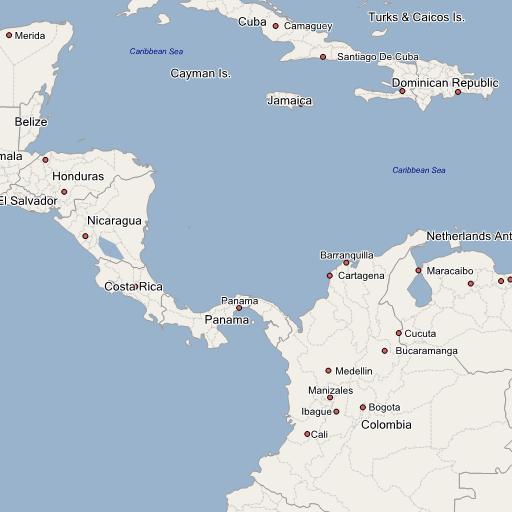 Turks & Caicos Is.
Cuba
Camaguey
Merida
Caribbean Sea
Santiago De Cuba
Cayman Is.
Dominican Republic
Jamaica
Belize
mala
Caribbean Sea
Honduras
El Salvador
Nicaragua
Netherlands Ant
Barranquilla
Cartagena
Maracaibo
Costa Rica
Panama
Panama
Cucuta
Bucaramanga
Medellin
Manizales
Ibague
Bogota
Colombia
Cali